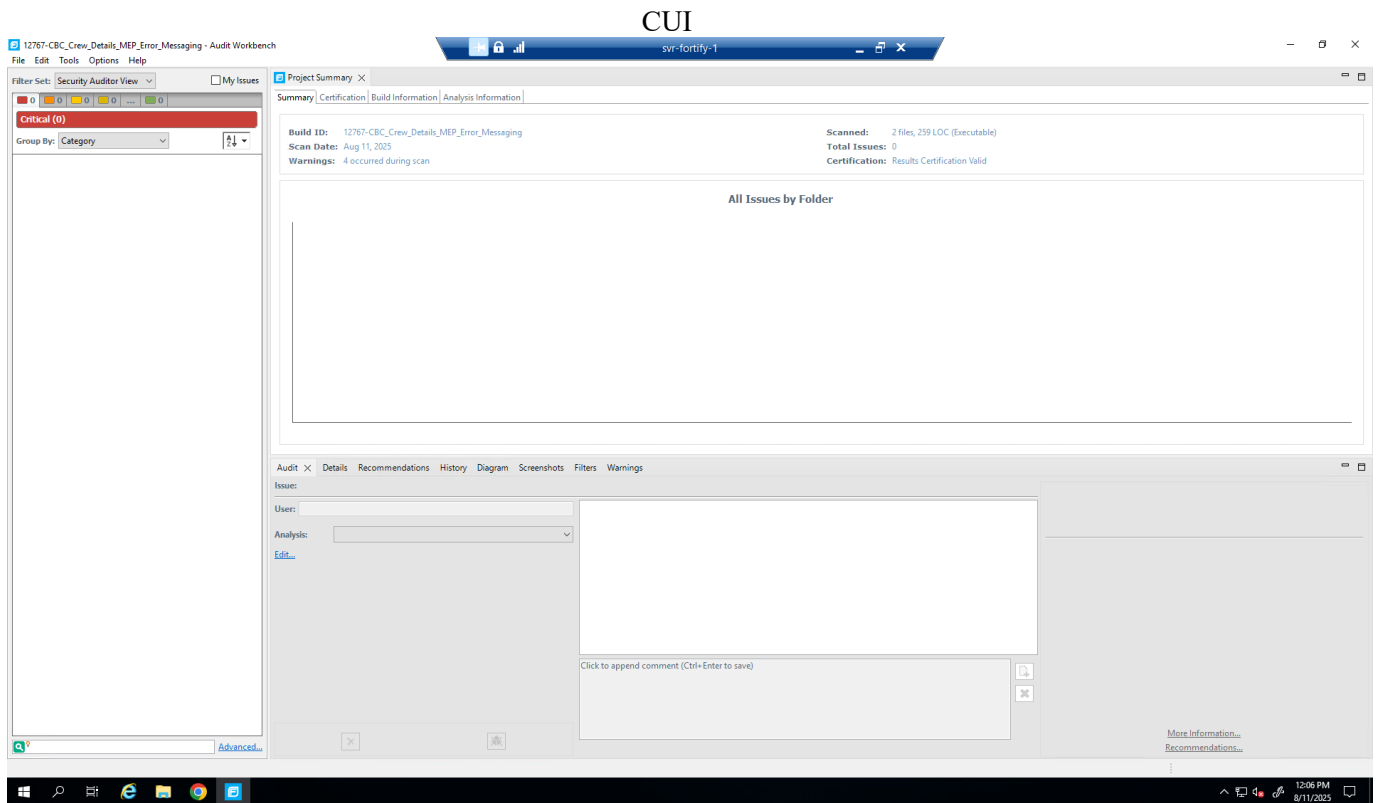 CUI
12767-CBC_Crew_Details_MEP_Error_Messaging - Audit Workbench
svr-fortify-1
File Edit Tools Options Help
Filter Set: Security Auditor View My Issues
0 0 0 0 ... 0
Critical (0)
Group By: Category
Project Summary
Summary Certification Build Information Analysis Information
Build ID: 12767-CBC_Crew_Details_MEP_Error_Messaging
Scan Date: Aug 11, 2025
Warnings: 4 occurred during scan
Scanned: 2 files, 259 LOC (Executable)
Total Issues: 0
Certification: Results Certification Valid
All Issues by Folder
Audit Details Recommendations History Diagram Screenshots Filters Warnings
Issue:
User:
Analysis:
Edit...
Click to append comment (Ctrl+Enter to save)
More Information...
Recommendations...
Advanced...
12:06 PM
8/11/2025